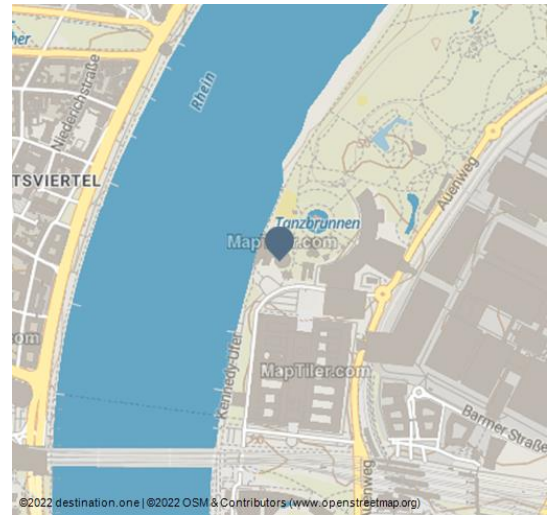 Rhein
Niederichstraße
TSVIERTEL
Auenweg
Tanzbrunnen
MapTiler.com
Kennedy-Ufer
MapTiler.com
Barmer Straße
©2022 destination.one | ©2022 OSM & Contributors (www.openstreetmap.org)